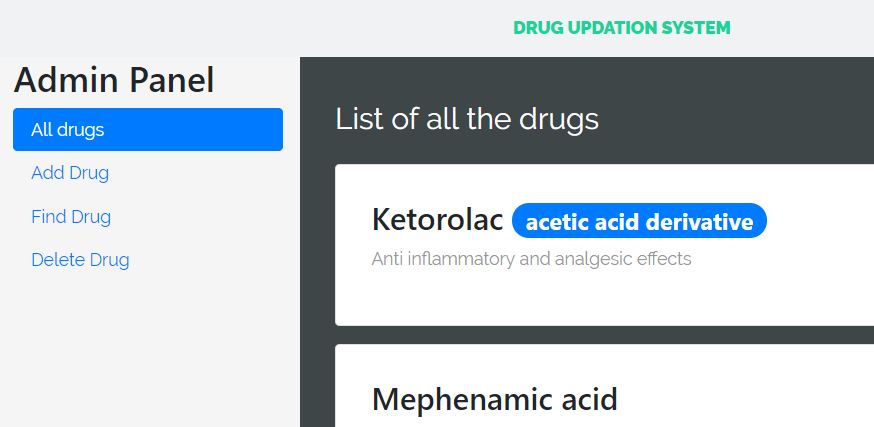 DRUG UPDATION SYSTEM
Admin Panel
All drugs
Add Drug
Find Drug
Delete Drug
List of all the drugs
Ketorolac acetic acid derivative
Anti inflammatory and analgesic effects
Mephenamic acid